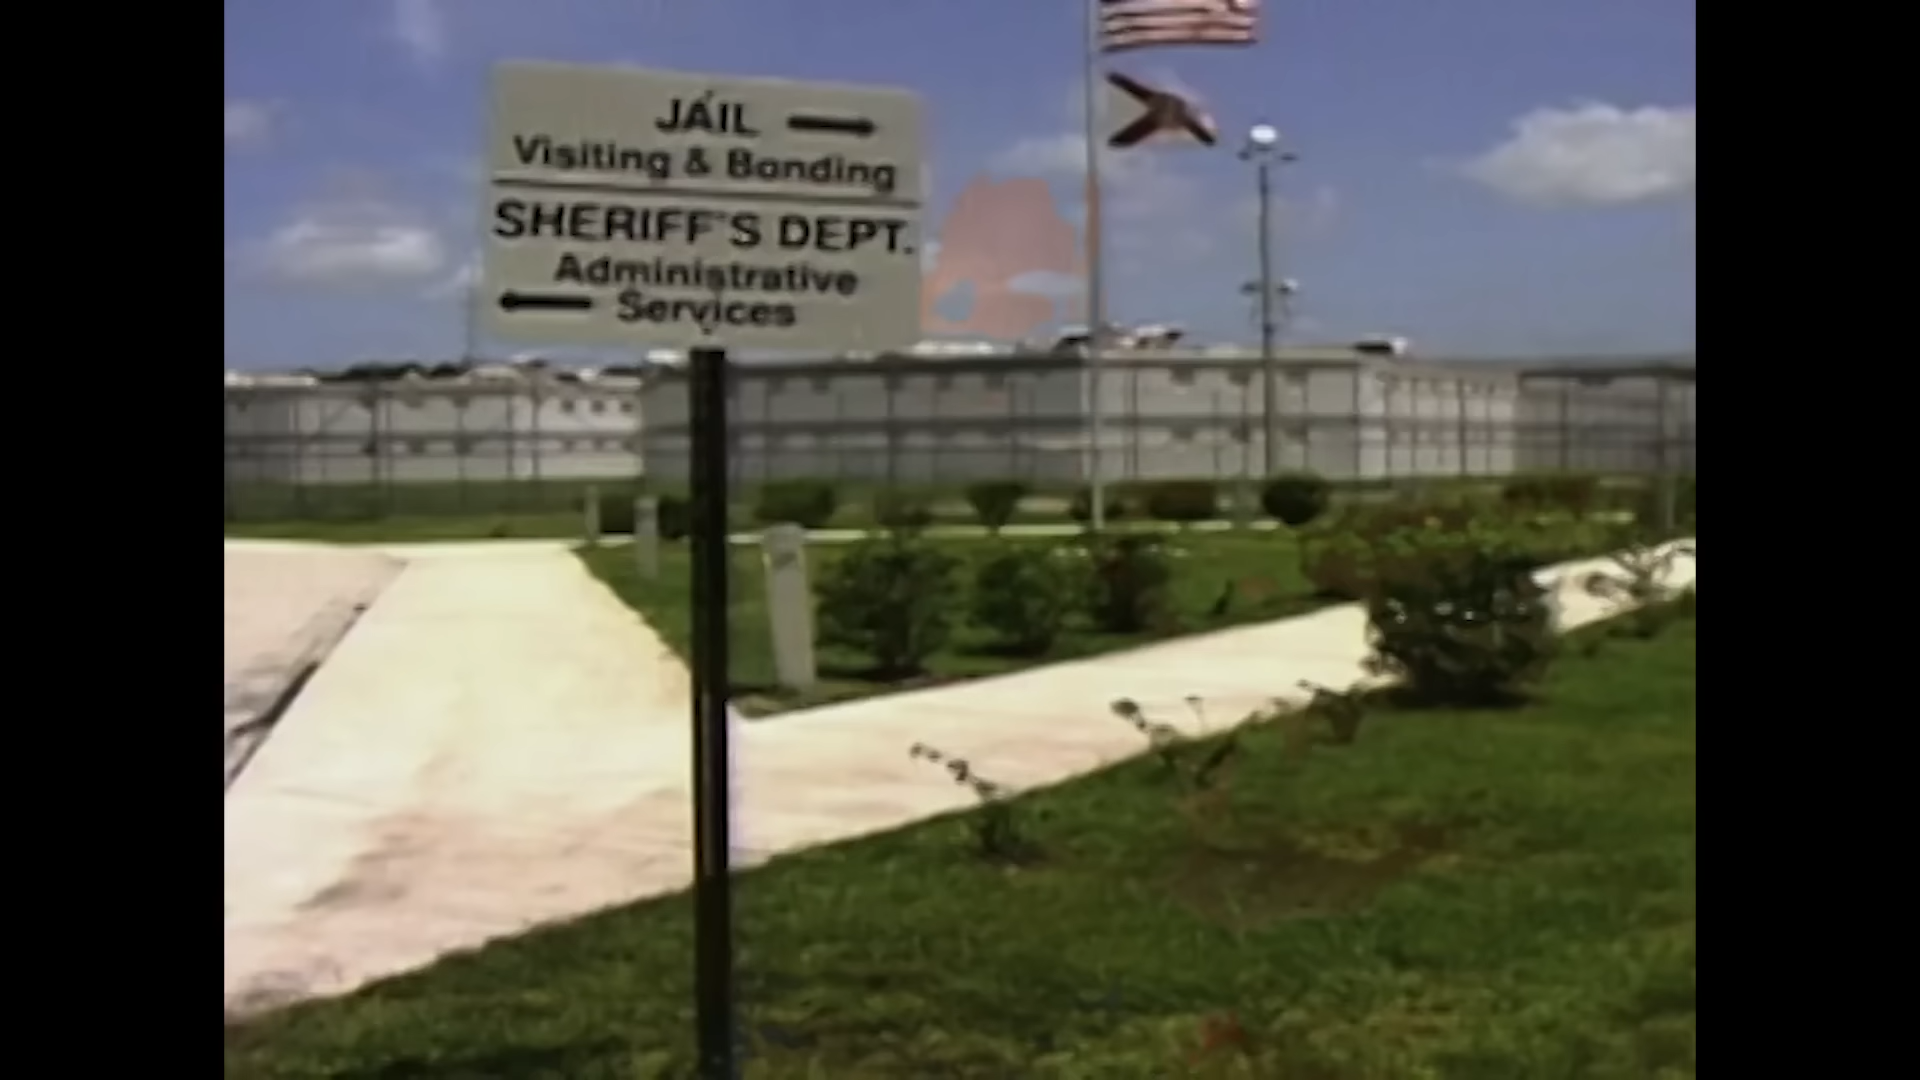 JAIL
Visiting & Bonding
SHERIFF'S DEPT.
Administrative
Services